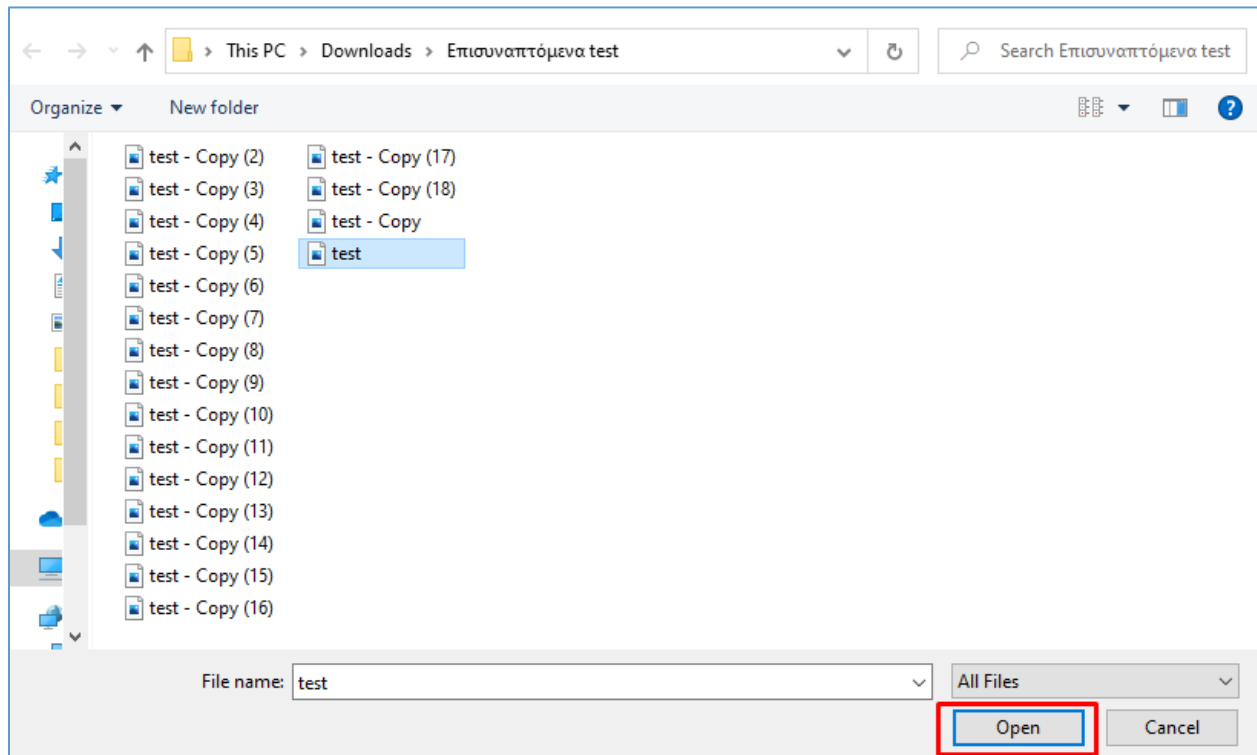 This PC > Downloads > Επισυναπτόμενα test
Search Επισυναπτόμενα test
Organize
New folder
?
test - Copy (2)
test - Copy (3)
test - Copy (4)
test - Copy (5)
test - Copy (6)
test - Copy (7)
test - Copy (8)
test - Copy (9)
test - Copy (10)
test - Copy (11)
test - Copy (12)
test - Copy (13)
test - Copy (14)
test - Copy (15)
test - Copy (16)
test - Copy (17)
test - Copy (18)
test - Copy
test
File name: test
All Files
Open
Cancel